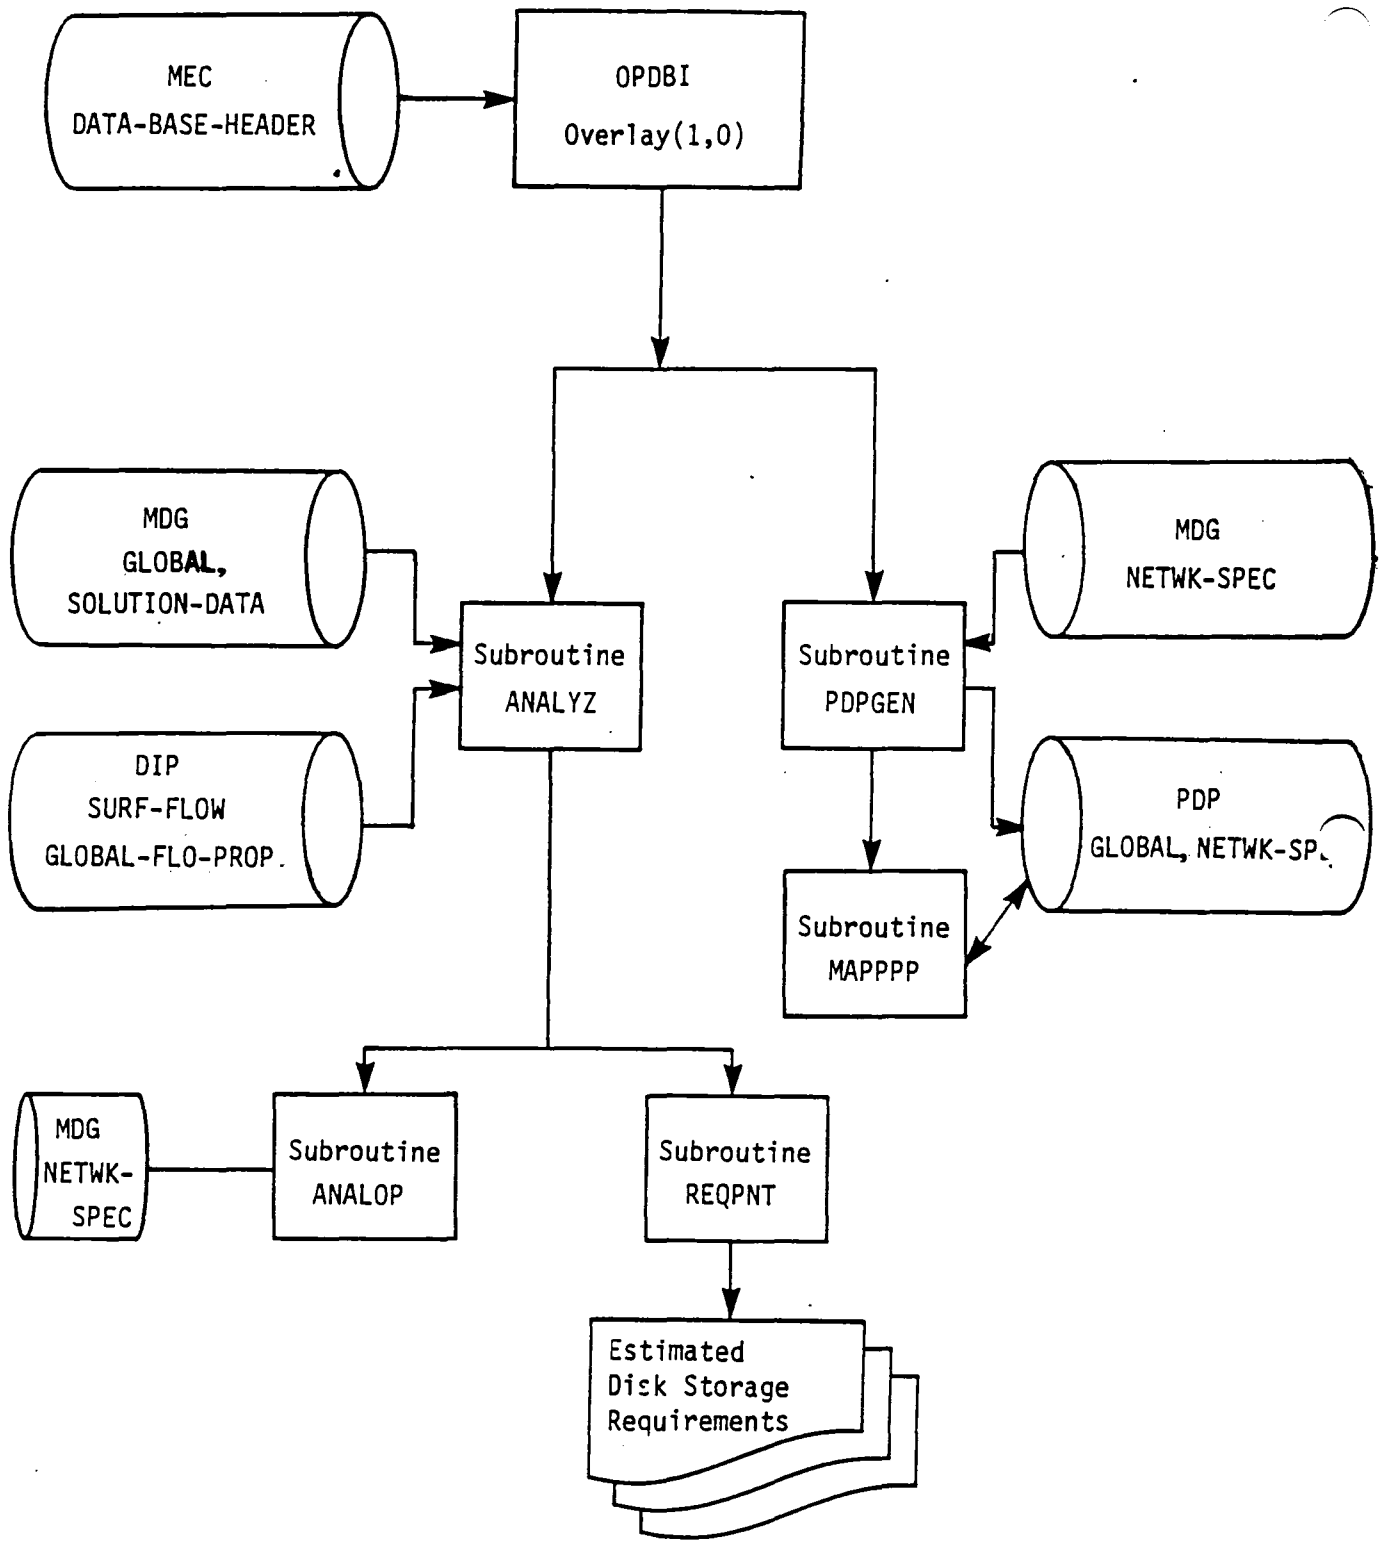 MEC
DATA-BASE-HEADER
OPDBI
Overlay(1,0)
MDG
GLOBAL,
SOLUTION-DATA
MDG
NETWK-SPEC
Subroutine
ANALYZ
Subroutine
PDPGEN
DIP
SURF-FLOW
GLOBAL-FLO-PROP.
PDP
GLOBAL,
Subroutine
MAPPPP
MDG
NETWK-
SPEC
Subroutine
ANALOP
Subroutine
REQPNT
Estimated
Disk Storage
Requirements